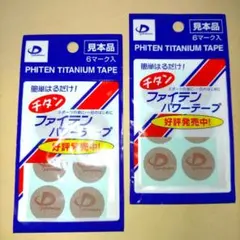 見本品
6マーク入
PHITEN TITANIUM TAPE
簡単はるだけ!
チタン
ファイテン
パワーテープ
好評発売中!
見本品
6マーク入
PHITEN TITANIUM TAPE
簡単はるだけ!
チタン
ファイテン
パワーテープ
好評発売中!